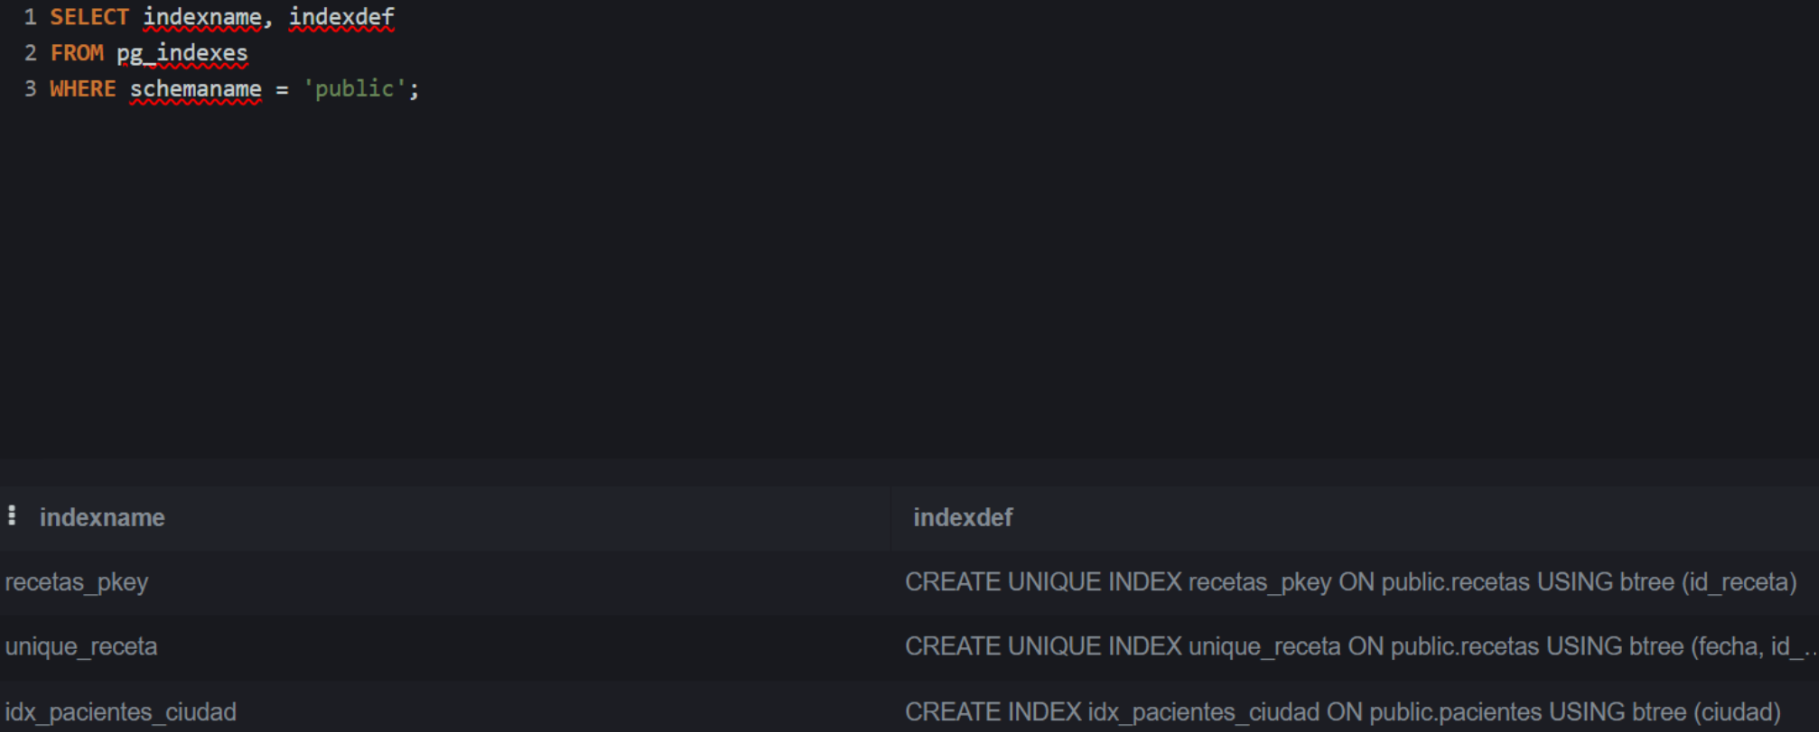 1 SELECT indexname, indexdef
2 FROM pg_indexes
3 WHERE schemaname = 'public';
indexname indexdef
recetas_pkey CREATE UNIQUE INDEX recetas_pkey ON public.recetas USING btree (id_receta)
unique_receta CREATE UNIQUE INDEX unique_receta ON public.recetas USING btree (fecha, id_...
idx_pacientes_ciudad CREATE INDEX idx_pacientes_ciudad ON public.pacientes USING btree (ciudad)